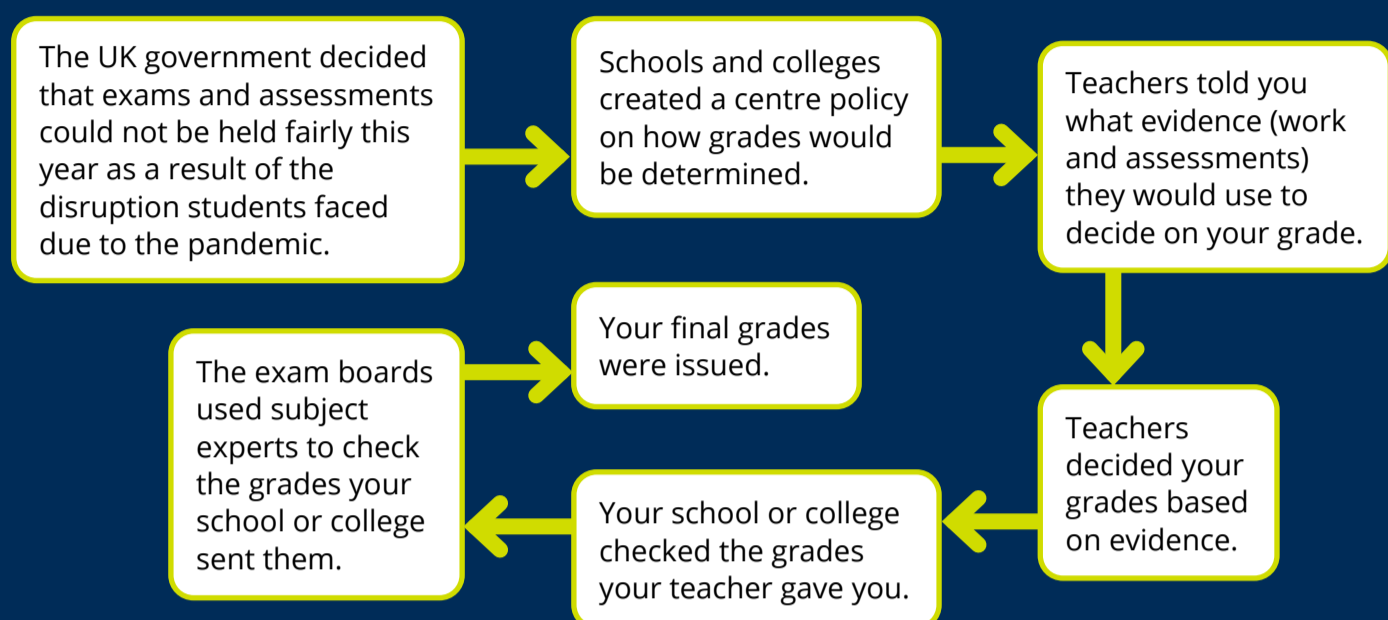 The UK government decided
that exams and assessments
could not be held fairly this
year as a result of the
disruption students faced
due to the pandemic.
Schools and colleges
created a centre policy
on how grades would
be determined.
Teachers told you
what evidence (work
and assessments)
they would use to
decide on your grade.
Teachers
decided your
grades based
on evidence.
Your school or college
checked the grades
your teacher gave you.
The exam boards
used subject
experts to check
the grades your
school or college
sent them.
Your final grades
were issued.